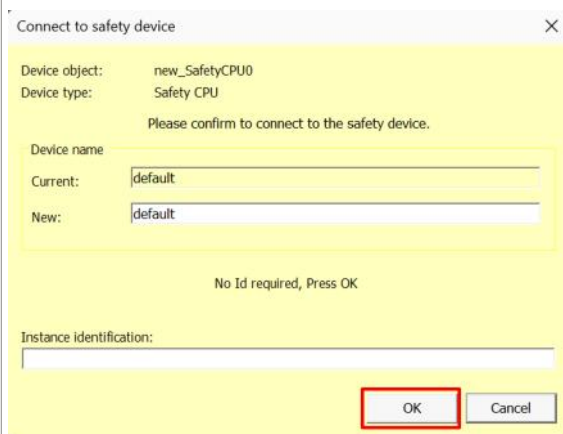 Connect to safety device
Device object: new_SafetyCPU0
Device type: Safety CPU
Please confirm to connect to the safety device.
Device name
Current: default
New: default
No Id required, Press OK
Instance identification:
OK Cancel